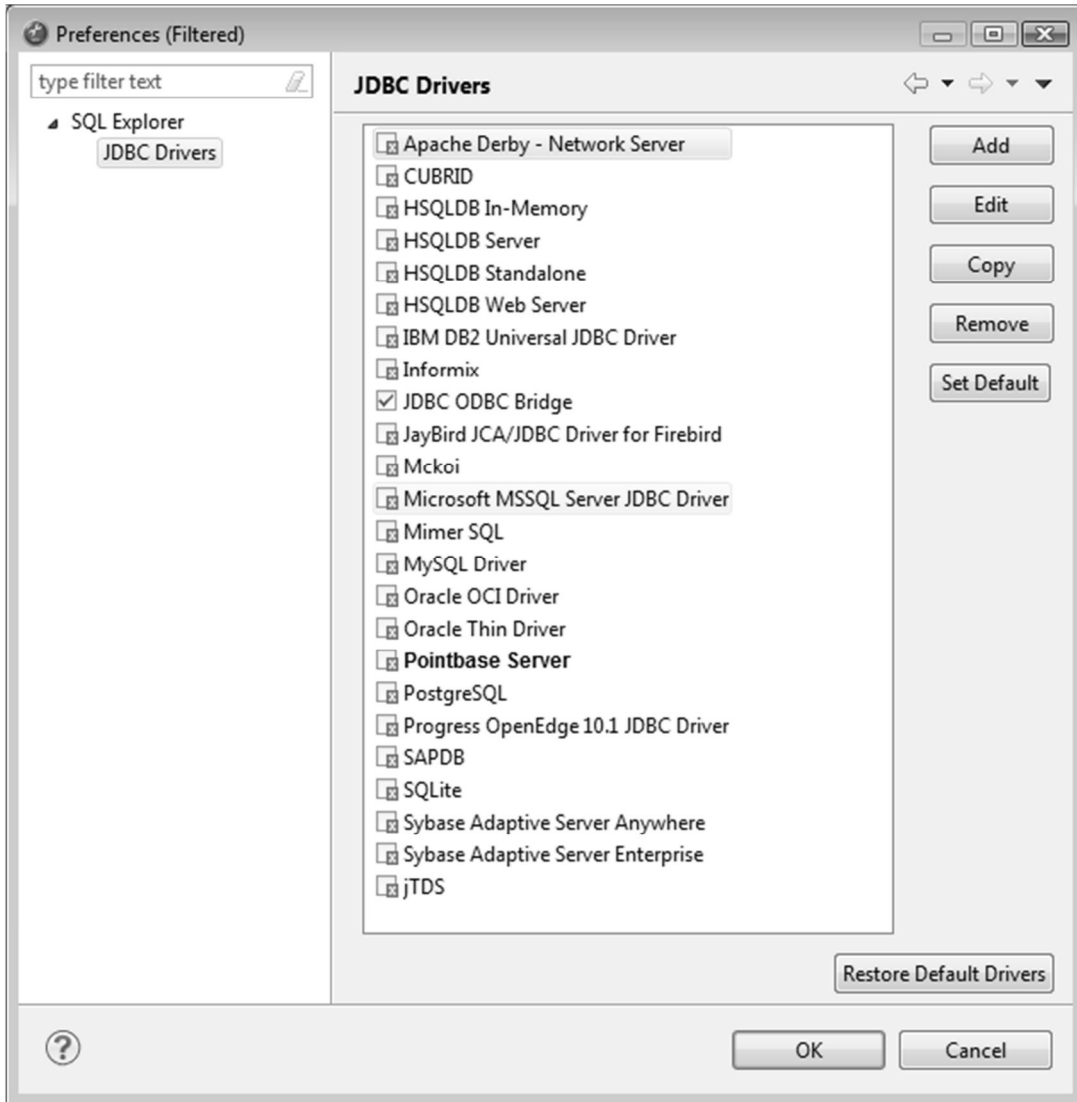 Preferences (Filtered)
type filter text
SQL Explorer
JDBC Drivers
JDBC Drivers
Apache Derby - Network Server
CUBRID
HSQLDB In-Memory
HSQLDB Server
HSQLDB Standalone
HSQLDB Web Server
IBM DB2 Universal JDBC Driver
Informix
JDBC ODBC Bridge
JayBird JCA/JDBC Driver for Firebird
Mckoi
Microsoft MSSQL Server JDBC Driver
Mimer SQL
MySQL Driver
Oracle OCI Driver
Oracle Thin Driver
Pointbase Server
PostgreSQL
Progress OpenEdge 10.1 JDBC Driver
SAPDB
SQLite
Sybase Adaptive Server Anywhere
Sybase Adaptive Server Enterprise
jTDS
Add
Edit
Copy
Remove
Set Default
Restore Default Drivers
?
OK
Cancel